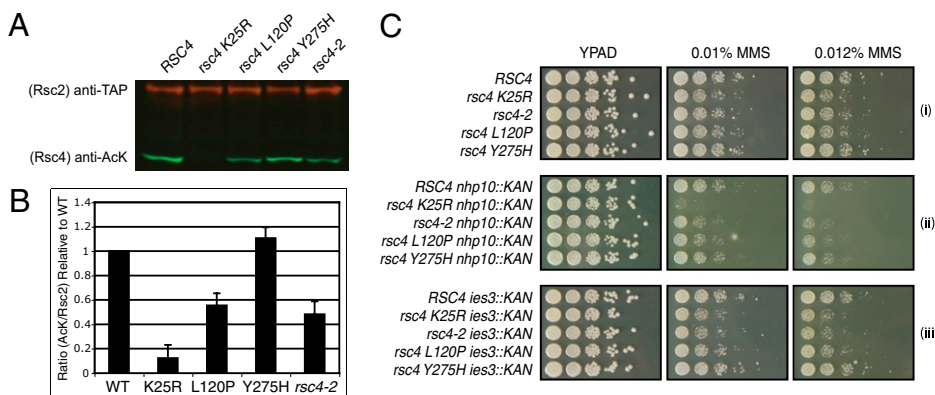 A
RSC4
rsc4 K25R
rsc4 L120P
rsc4 Y275H
rsc4-2
(Rsc2) anti-TAP
(Rsc4) anti-AcK
B
Ratio (AcK/Rsc2) Relative to WT
1.4
1.2
1
0.8
0.6
0.4
0.2
0
WT
K25R
L120P
Y275H
rsc4-2
C
YPAD
0.01% MMS
0.012% MMS
RSC4
rsc4 K25R
rsc4-2
rsc4 L120P
rsc4 Y275H
(i)
RSC4 nhp10::KAN
rsc4 K25R nhp10::KAN
rsc4-2 nhp10::KAN
rsc4 L120P nhp10::KAN
rsc4 Y275H nhp10::KAN
(ii)
RSC4 ies3::KAN
rsc4 K25R ies3::KAN
rsc4-2 ies3::KAN
rsc4 L120P ies3::KAN
rsc4 Y275H ies3::KAN
(iii